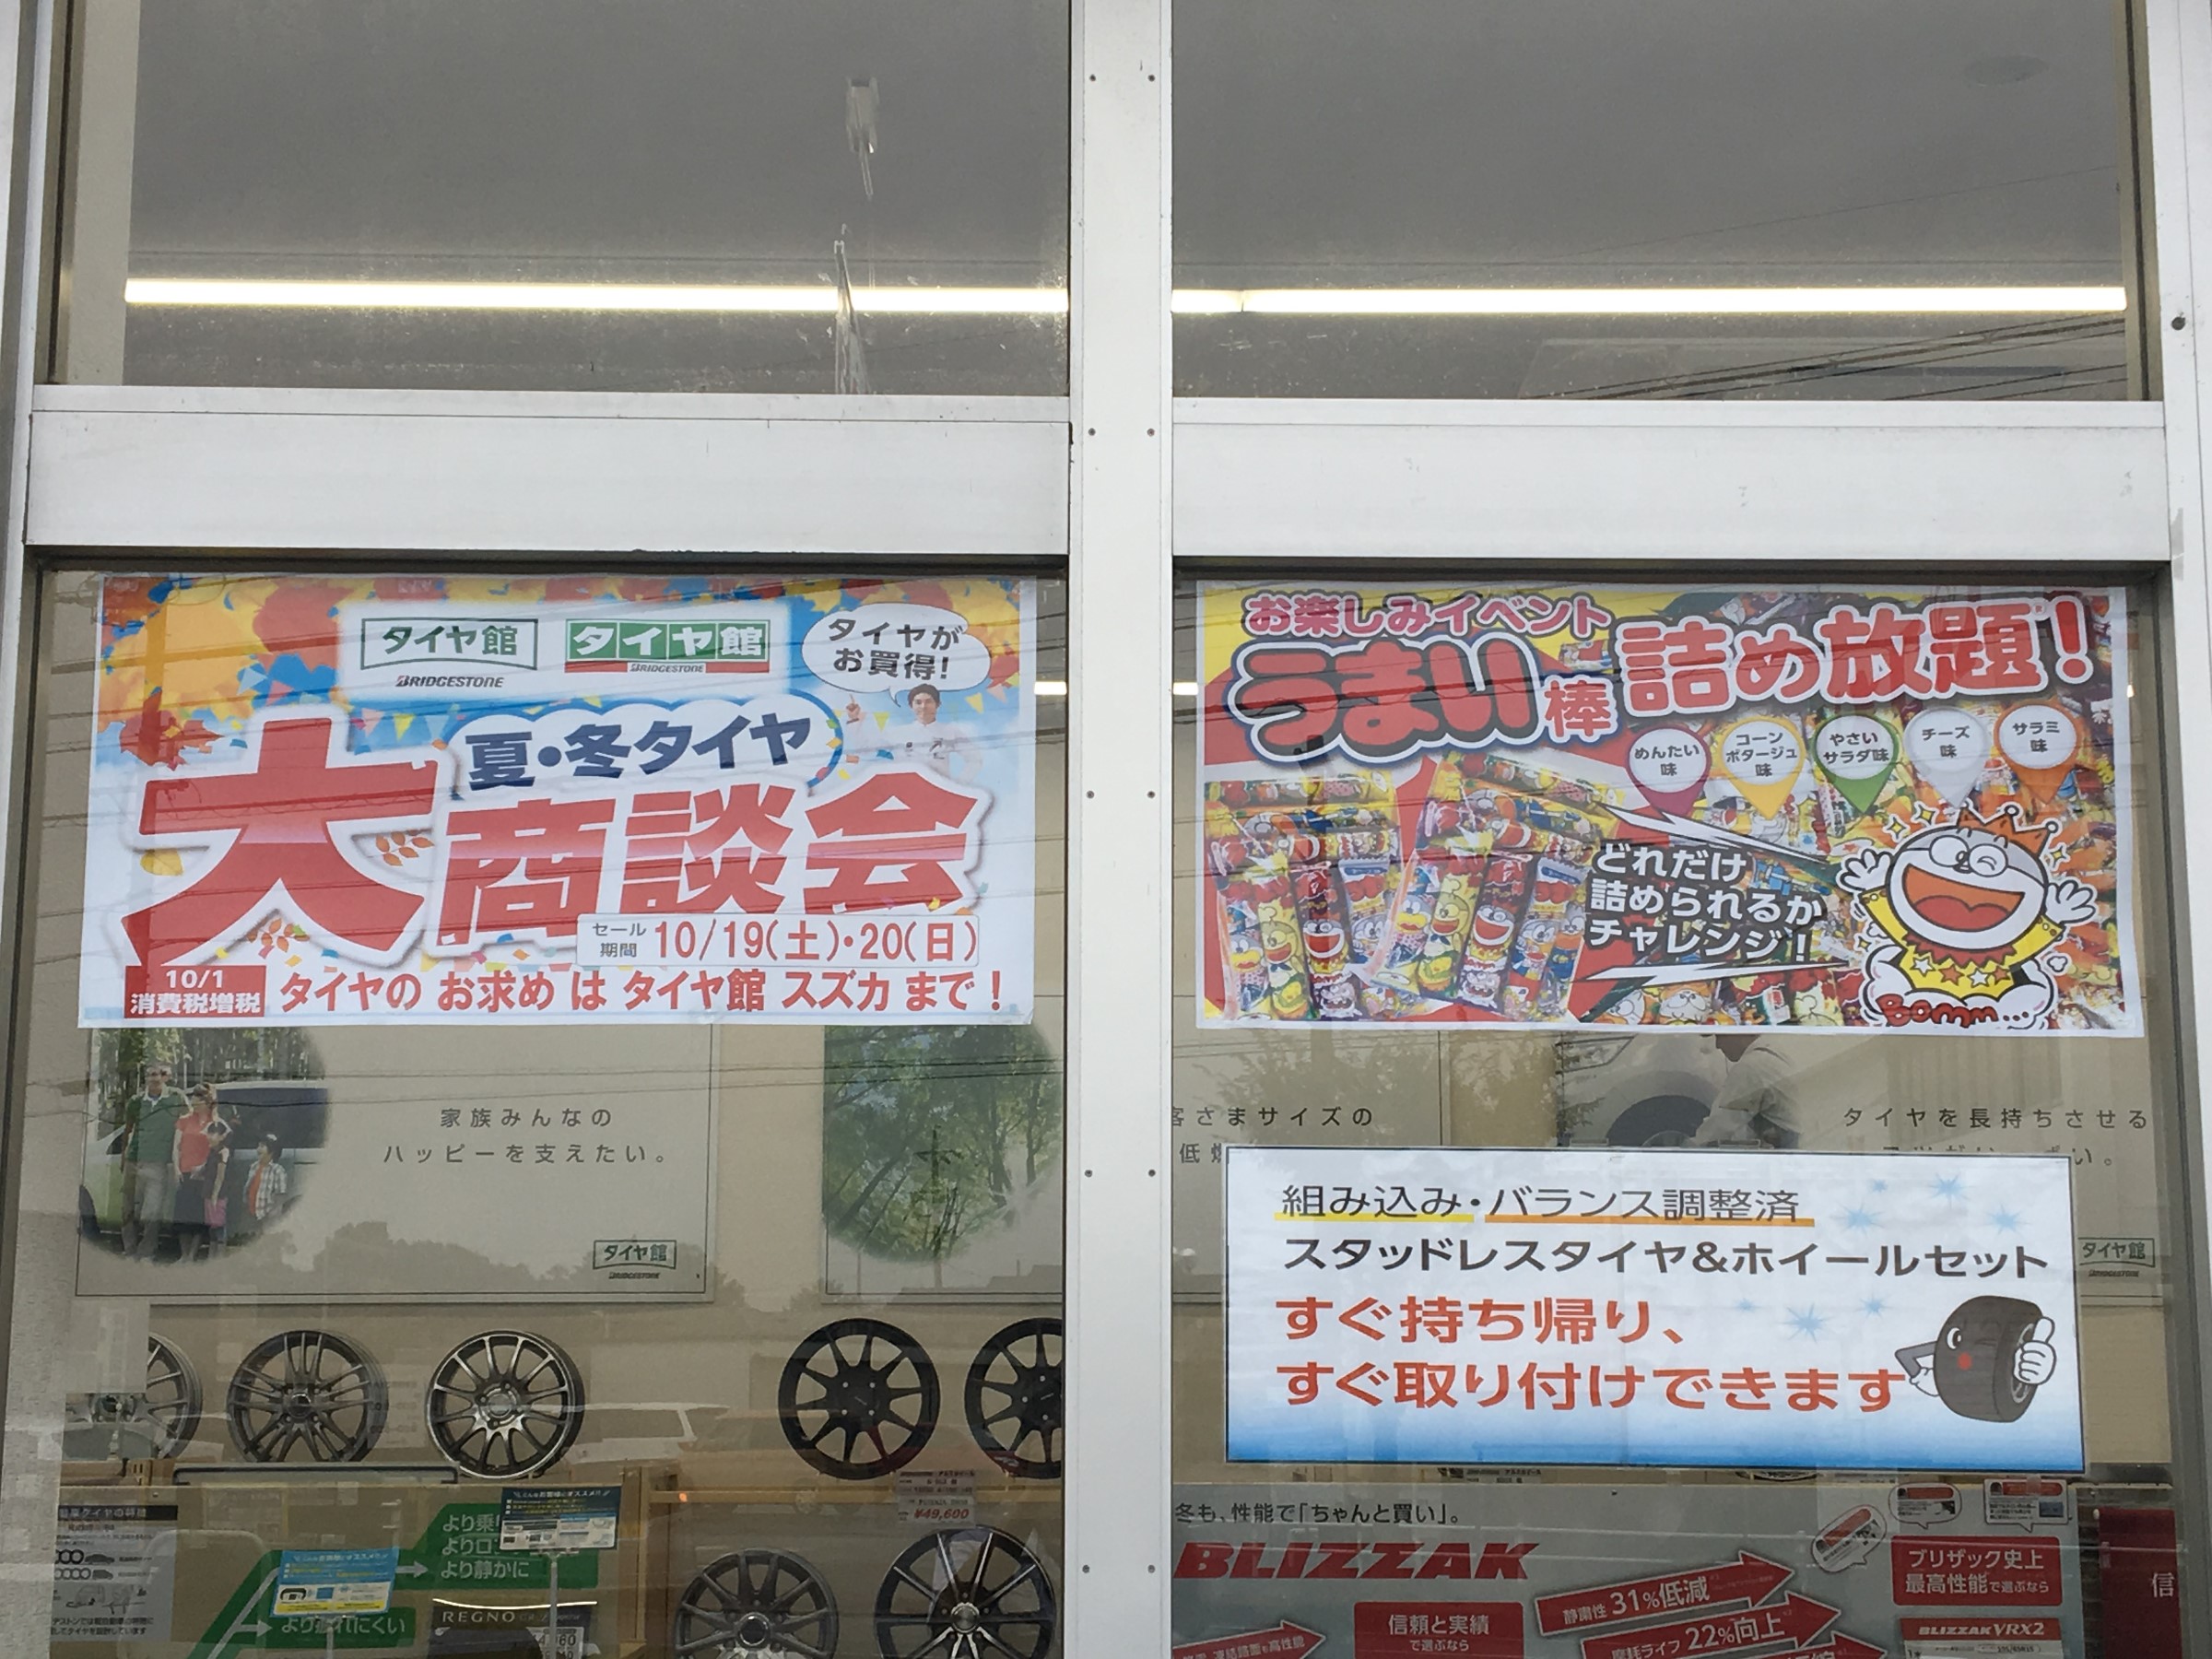 タイヤ館
BRIDGESTONE
タイヤ館
BRIDGESTONE
タイヤが
お買得!
夏・冬タイヤ
大商談会
セール
期間
10/19(土)・20(日)
10/1
消費税増税
タイヤの お求め は タイヤ館 スズカ まで!
お楽しみイベント
うまい棒 詰め放題!
めんたい
味
コーン
ポタージュ
味
やさい
サラダ味
チーズ
味
サラミ
味
どれだけ
詰められるか
チャレンジ!
Bomm...
家族みんなの
ハッピーを支えたい。
タイヤ館
BRIDGESTONE
客さまサイズの
低
タイヤを長持ちさせる
い。
タイヤ館
BRIDGESTONE
組み込み・バランス調整済
スタッドレスタイヤ&ホイールセット
すぐ持ち帰り、
すぐ取り付けできます
¥49,600
より乗り
より静かに
REGNO
冬も、性能で「ちゃんと買い」。
BLIZZAK
静粛性 31%低減
摩耗ライフ 22%向上
信頼と実績
で選ぶなら
ブリザック史上
最高性能で選ぶなら
BLIZZAK VRX2
信